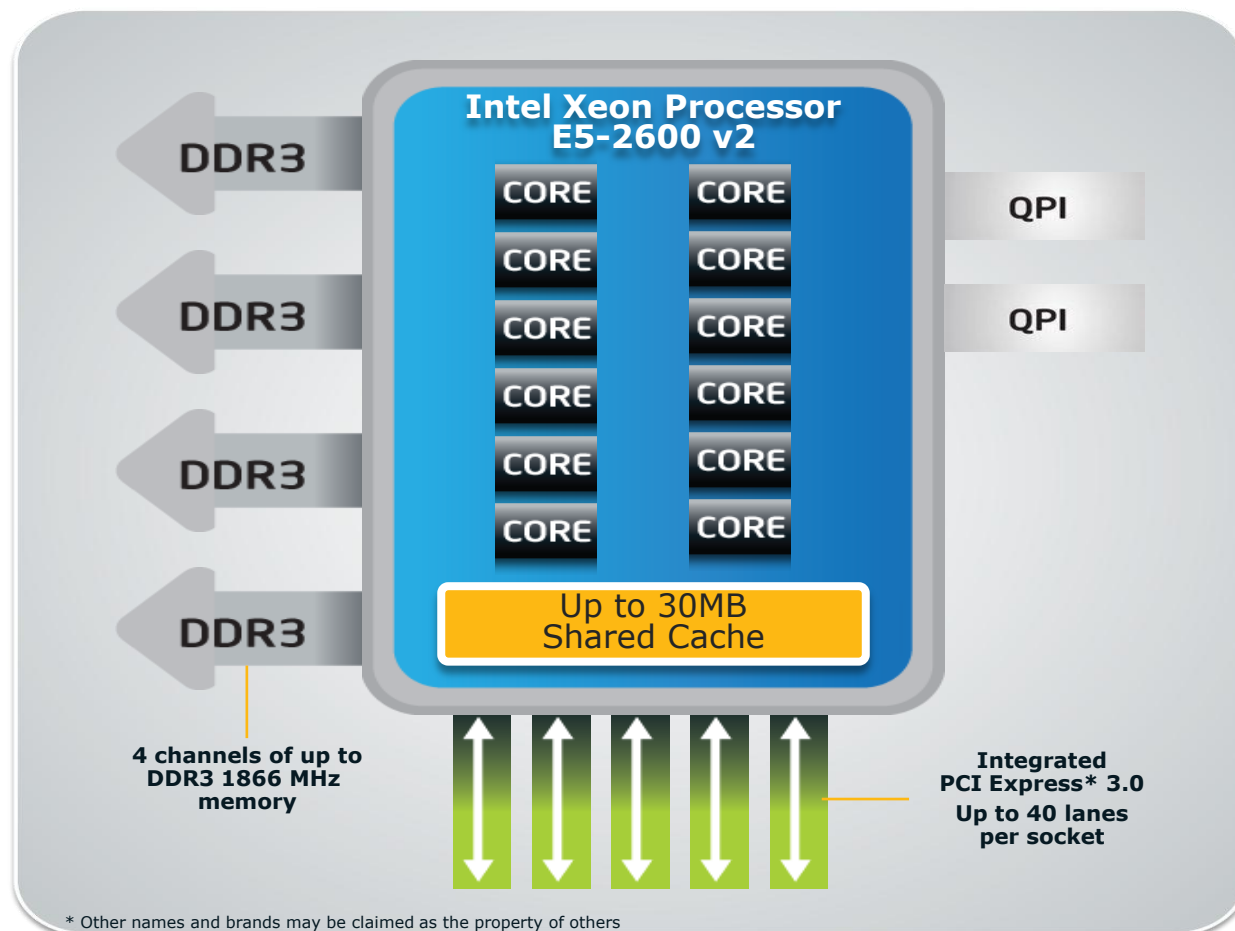 Intel Xeon Processor
E5-2600 v2
DDR3
DDR3
DDR3
DDR3
CORE
CORE
CORE
CORE
CORE
CORE
CORE
CORE
CORE
CORE
CORE
CORE
QPI
QPI
Up to 30MB
Shared Cache
4 channels of up to
DDR3 1866 MHz
memory
Integrated
PCI Express* 3.0
Up to 40 lanes
per socket
* Other names and brands may be claimed as the property of others